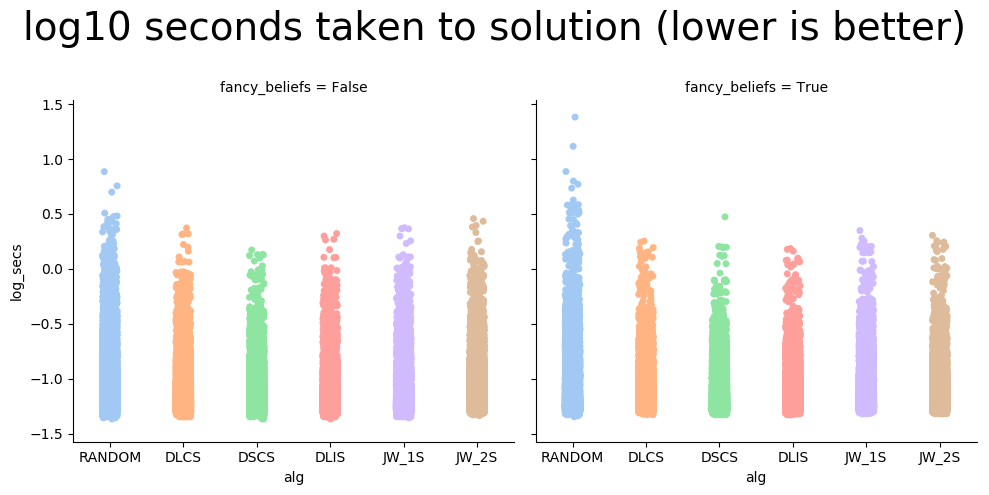 log10 seconds taken to solution (lower is better)
fancy_beliefs = False
fancy_beliefs = True
1.5
1.0
0.5
0.0
−0.5
−1.0
−1.5
log_secs
RANDOM DLCS DSCS DLIS JW_1S JW_2S
RANDOM DLCS DSCS DLIS JW_1S JW_2S
alg
alg